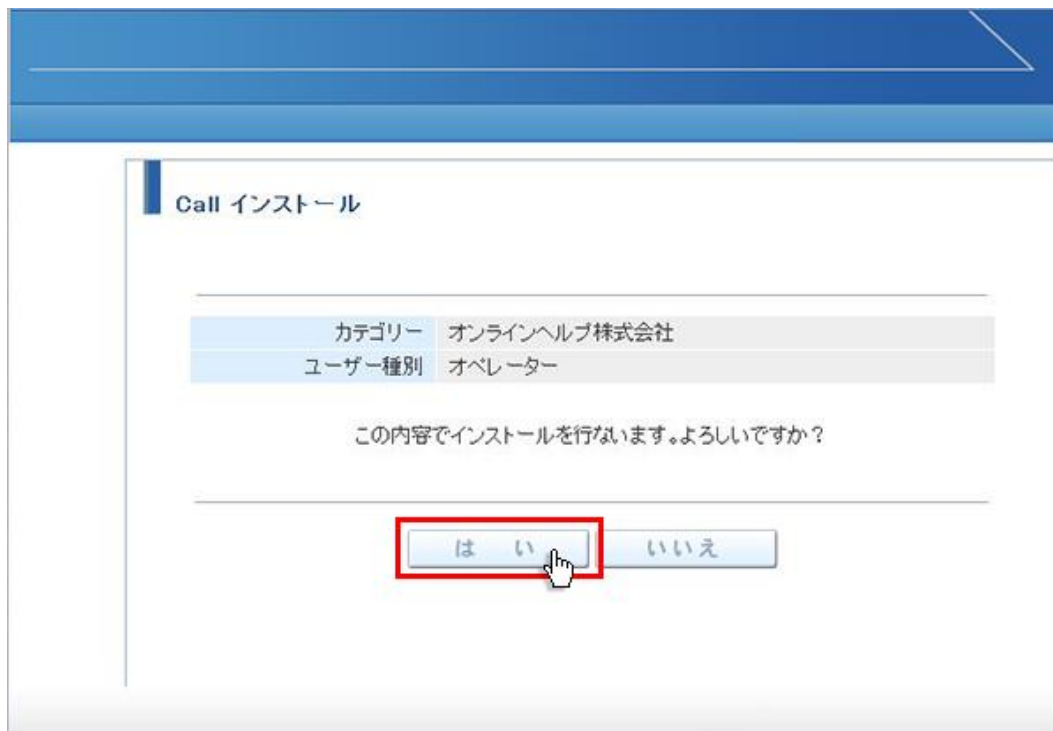 Call インストール
カテゴリー オンラインヘルプ株式会社
ユーザー種別 オペレーター
この内容でインストールを行ないます。よろしいですか？
は い いいえ